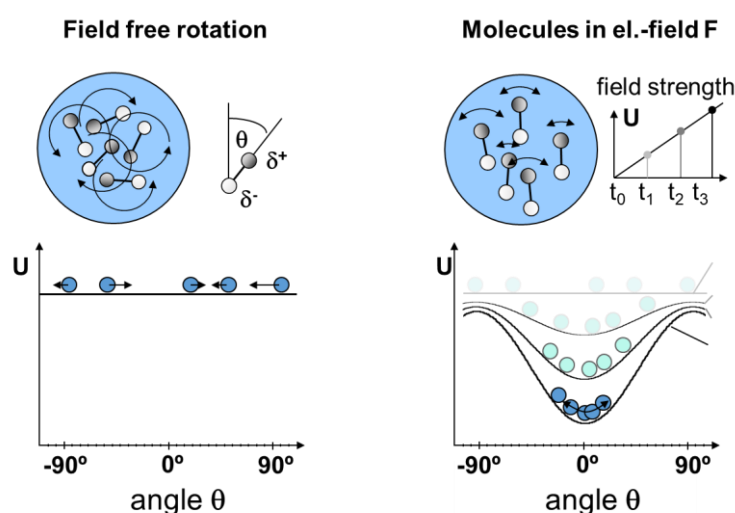 Field free rotation
θ
δ+
δ-
U
-90º 0º 90º
angle θ
Molecules in el.-field F
field strength
U
t0 t1 t2 t3
U
-90º 0º 90º
angle θ